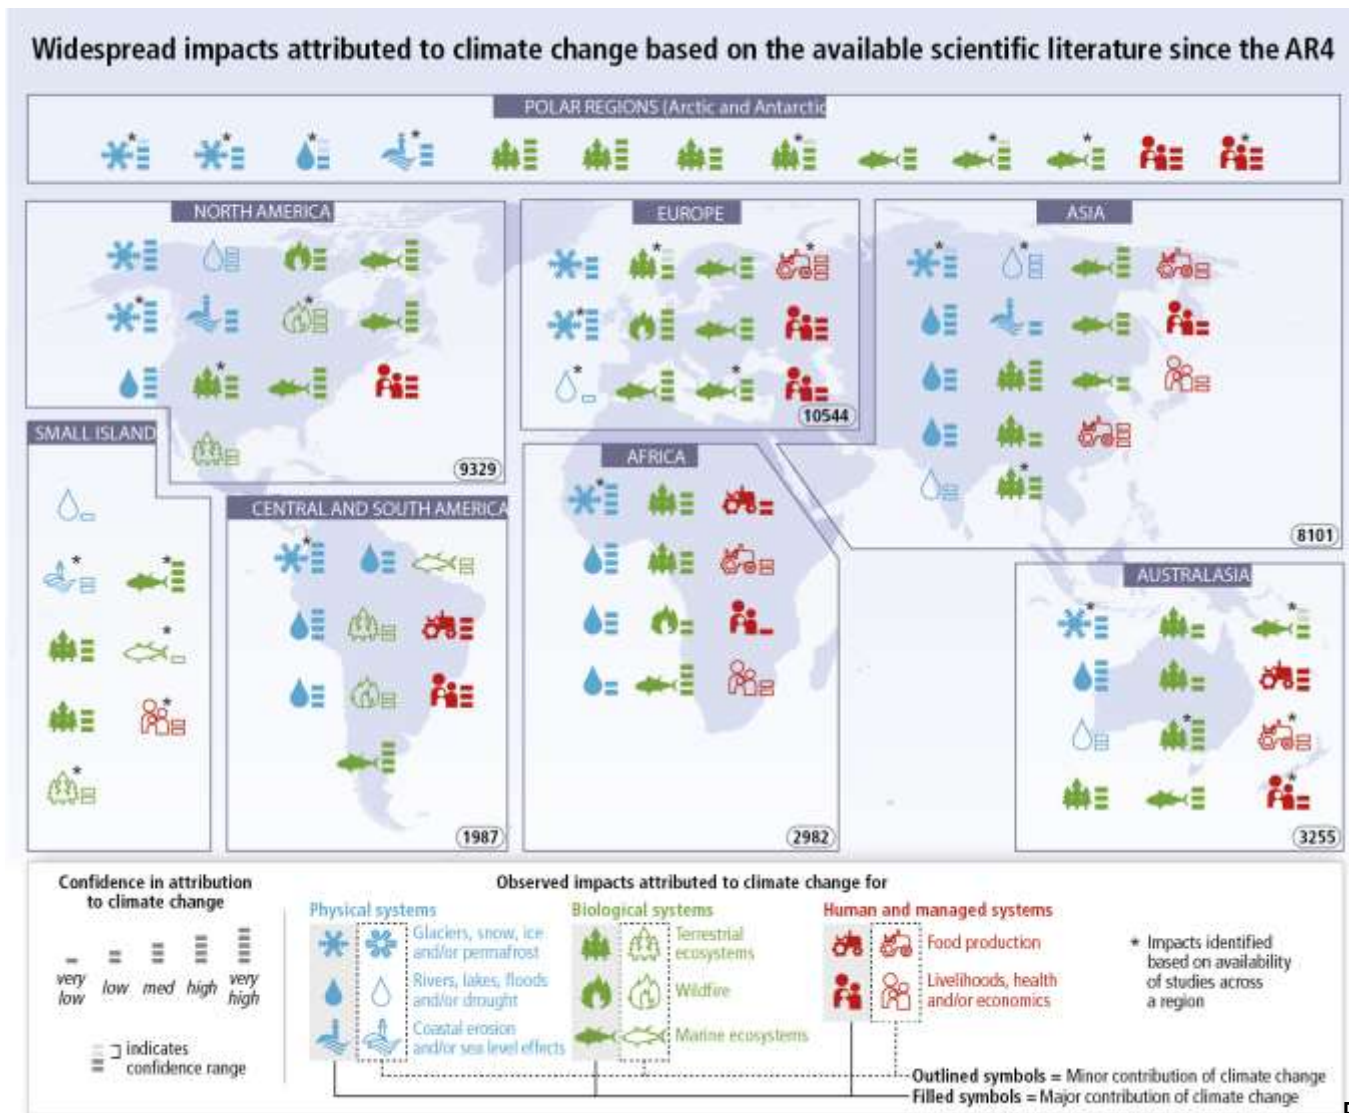 Widespread impacts attributed to climate change based on the available scientific literature since the AR4
POLAR REGIONS (Arctic and Antarctic
NORTH AMERICA
EUROPE
ASIA
10544
SMALL ISLAND
9329
AFRICA
CENTRAL AND SOUTH AMERICA
8101
AUSTRALASIA
1987
2982
3255
Confidence in attribution
to climate change
very
low
low
med
high
very
high
indicates
confidence range
Observed impacts attributed to climate change for
Physical systems
Glaciers, snow, ice
and/or permafrost
Rivers, lakes, floods
and/or drought
Coastal erosion
and/or sea level effects
Biological systems
Terrestrial
ecosystems
Wildfire
Marine ecosystems
Human and managed systems
Food production
Livelihoods, health
and/or economics
* Impacts identified
based on availability
of studies across
a region
Outlined symbols = Minor contribution of climate change
Filled symbols = Major contribution of climate change